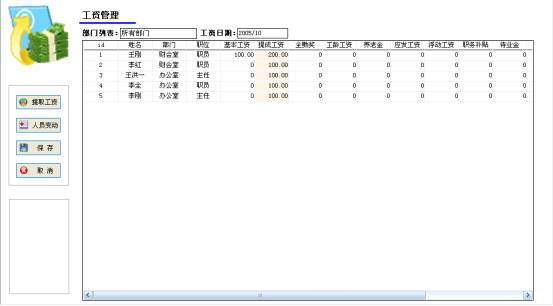 工资管理
部门列表: 所有部门 工资日期: 2005/10
id 姓名 部门 职位 基本工资 提成工资 全勤奖 工龄工资 养老金 应发工资 浮动工资 职务补贴 待业金
1 王刚 财会室 职员 100.00 200.00 0 0 0 0 0 0 0
2 李红 财会室 职员 0 100.00 0 0 0 0 0 0 0
3 王洪一 办公室 主任 0 100.00 0 0 0 0 0 0 0
4 李金 办公室 职员 0 100.00 0 0 0 0 0 0 0
5 李刚 办公室 主任 0 100.00 0 0 0 0 0 0 0
提取工资
人员变动
保 存
取 消